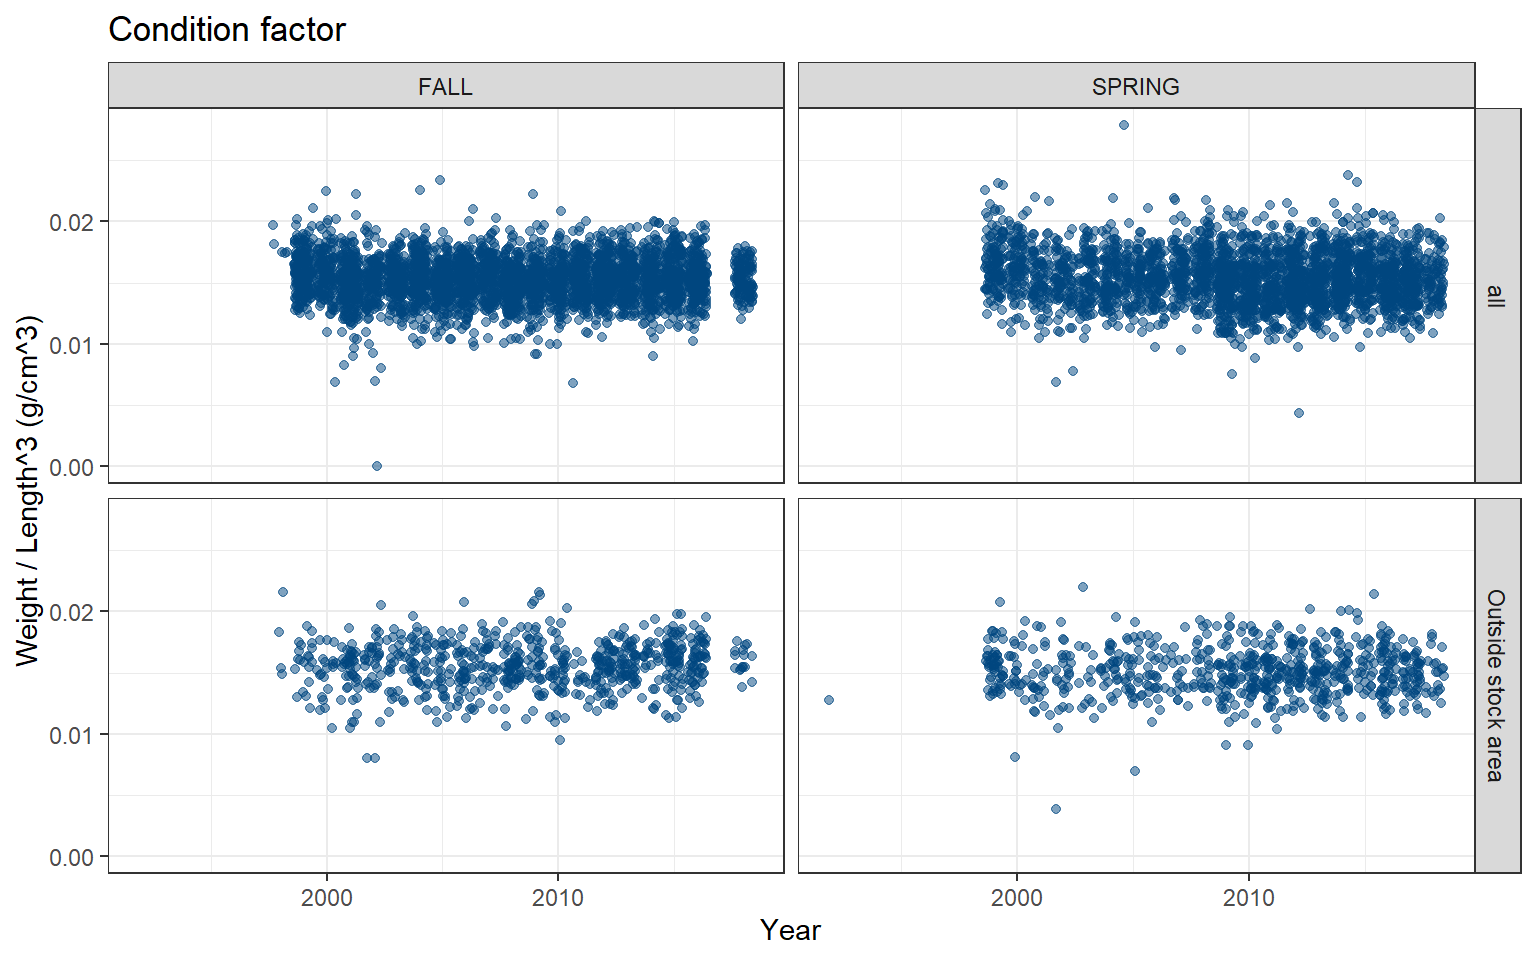 Condition factor
FALL
SPRING
0.02
0.01
0.00
all
0.02
0.01
0.00
Outside stock area
Weight / Length^3 (g/cm^3)
2000
2010
2000
2010
Year